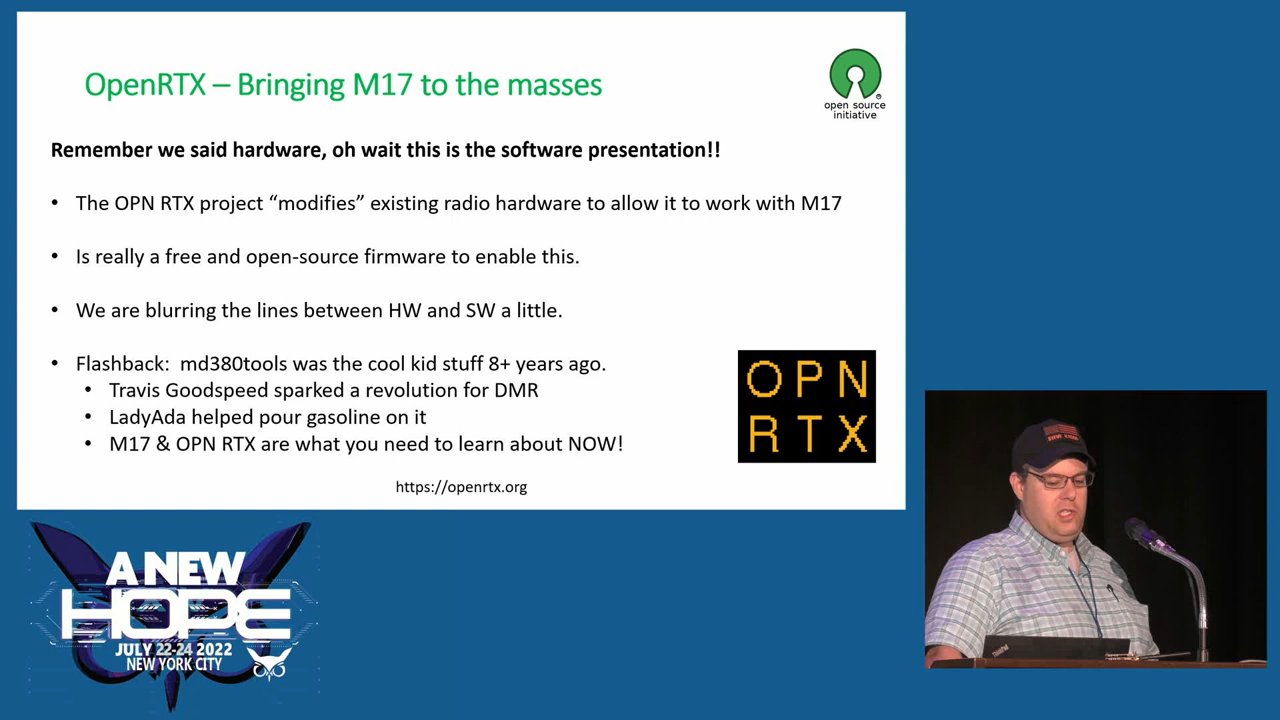 OpenRTX – Bringing M17 to the masses
open source
initiative
Remember we said hardware, oh wait this is the software presentation!!
• The OPN RTX project “modifies” existing radio hardware to allow it to work with M17
• Is really a free and open-source firmware to enable this.
• We are blurring the lines between HW and SW a little.
• Flashback: md380tools was the cool kid stuff 8+ years ago.
• Travis Goodspeed sparked a revolution for DMR
• LadyAda helped pour gasoline on it
• M17 & OPN RTX are what you need to learn about NOW!
OPN
RTX
https://openrtx.org
A NEW
HOPE
JULY 22-24 2022
NEW YORK CITY